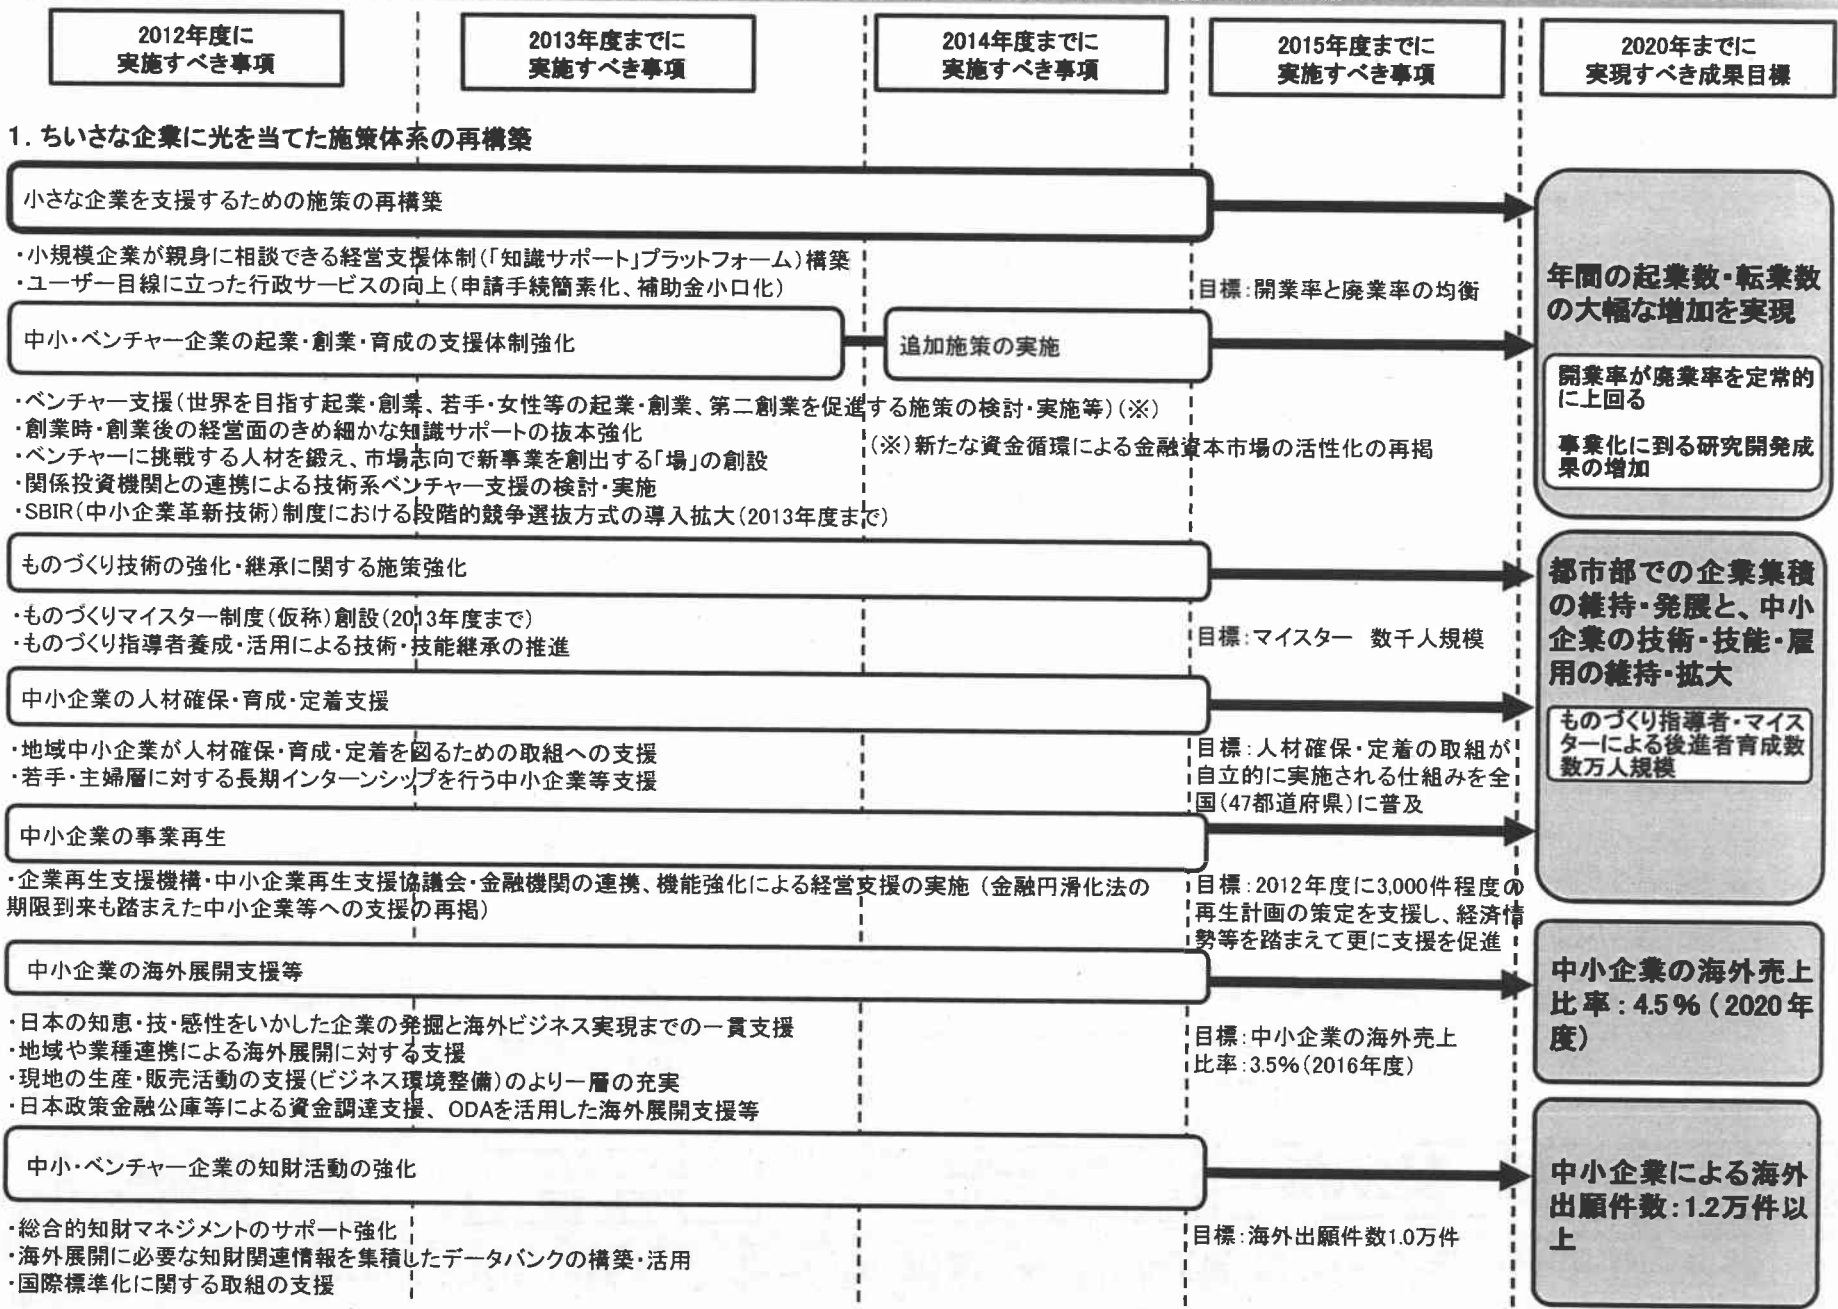 2012年度に
実施すべき事項
2013年度までに
実施すべき事項
2014年度までに
実施すべき事項
2015年度までに
実施すべき事項
2020年までに
実現すべき成果目標
1．ちいさな企業に光を当てた施策体系の再構築
小さな企業を支援するための施策の再構築
・小規模企業が親身に相談できる経営支援体制(「知識サポート」プラットフォーム)構築
・ユーザー目線に立った行政サービスの向上(申請手続簡素化、補助金小口化)
目標：開業率と廃業率の均衡
中小・ベンチャー企業の起業・創業・育成の支援体制強化
追加施策の実施
・ベンチャー支援(世界を目指す起業・創業、若手・女性等の起業・創業、第二創業を促進する施策の検討・実施等)(※)
・創業時・創業後の経営面のきめ細かな知識サポートの抜本強化
(※)新たな資金循環による金融資本市場の活性化の再掲
・ベンチャーに挑戦する人材を鍛え、市場志向で新事業を創出する「場」の創設
・関係投資機関との連携による技術系ベンチャー支援の検討・実施
・SBIR(中小企業革新技術)制度における段階的競争選抜方式の導入拡大(2013年度まで)
年間の起業数・転業数
の大幅な増加を実現
開業率が廃業率を定常的
に上回る
事業化に到る研究開発成
果の増加
ものづくり技術の強化・継承に関する施策強化
・ものづくりマイスター制度(仮称)創設(2013年度まで)
・ものづくり指導者養成・活用による技術・技能継承の推進
目標：マイスター　数千人規模
中小企業の人材確保・育成・定着支援
・地域中小企業が人材確保・育成・定着を図るための取組への支援
・若手・主婦層に対する長期インターンシップを行う中小企業等支援
目標：人材確保・定着の取組が
自立的に実施される仕組みを全
国(47都道府県)に普及
中小企業の事業再生
・企業再生支援機構・中小企業再生支援協議会・金融機関の連携、機能強化による経営支援の実施（金融円滑化法の
期限到来も踏まえた中小企業等への支援の再掲)
目標：2012年度に3,000件程度の
再生計画の策定を支援し、経済情
勢等を踏まえて更に支援を促進
都市部での企業集積
の維持・発展と、中小
企業の技術・技能・雇
用の維持・拡大
ものづくり指導者・マイス
ターによる後進者育成数
数万人規模
中小企業の海外展開支援等
・日本の知恵・技・感性をいかした企業の発掘と海外ビジネス実現までの一貫支援
・地域や業種連携による海外展開に対する支援
・現地の生産・販売活動の支援(ビジネス環境整備)のより一層の充実
・日本政策金融公庫等による資金調達支援、ODAを活用した海外展開支援等
目標：中小企業の海外売上
比率：3.5%(2016年度)
中小企業の海外売上
比率：4.5％（2020年
度）
中小・ベンチャー企業の知財活動の強化
・総合的知財マネジメントのサポート強化
・海外展開に必要な知財関連情報を集積したデータバンクの構築・活用
・国際標準化に関する取組の支援
目標：海外出願件数1.0万件
中小企業による海外
出願件数：1.2万件以
上